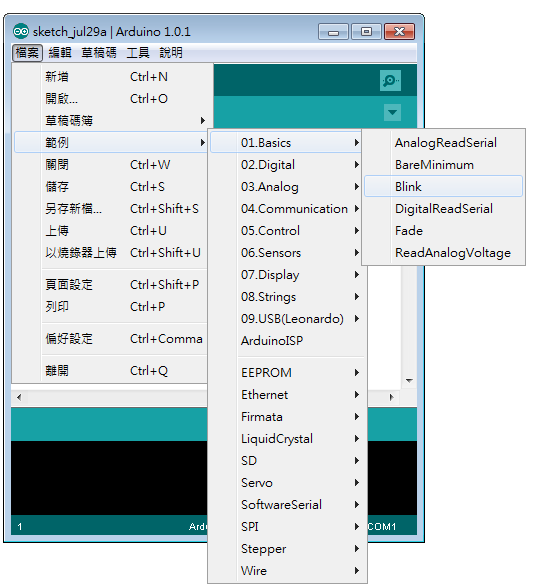 sketch_jul29a | Arduino 1.0.1
檔案 編輯 草稿碼 工具 說明
新增 Ctrl+N
開啟... Ctrl+O
草稿碼簿
範例
關閉 Ctrl+W
儲存 Ctrl+S
另存新檔... Ctrl+Shift+S
上傳 Ctrl+U
以燒錄器上傳 Ctrl+Shift+U
頁面設定 Ctrl+Shift+P
列印 Ctrl+P
偏好設定 Ctrl+Comma
離開 Ctrl+Q
01.Basics
02.Digital
03.Analog
04.Communication
05.Control
06.Sensors
07.Display
08.Strings
09.USB(Leonardo)
ArduinoISP
EEPROM
Ethernet
Firmata
LiquidCrystal
SD
Servo
SoftwareSerial
SPI
Stepper
Wire
AnalogReadSerial
BareMinimum
Blink
DigitalReadSerial
Fade
ReadAnalogVoltage
1 COM1